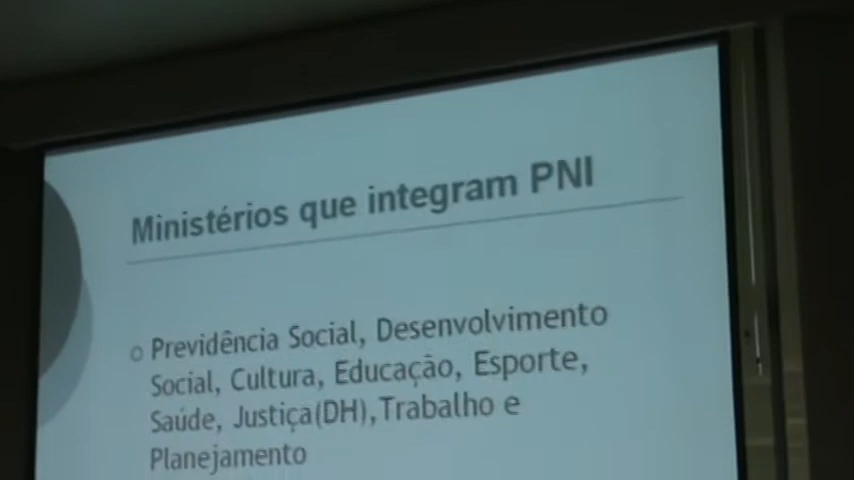 Ministérios que integram PNI
Previdência Social, Desenvolvimento
Social, Cultura, Educação, Esporte,
Saúde, Justiça(DH),Trabalho e
Planejamento